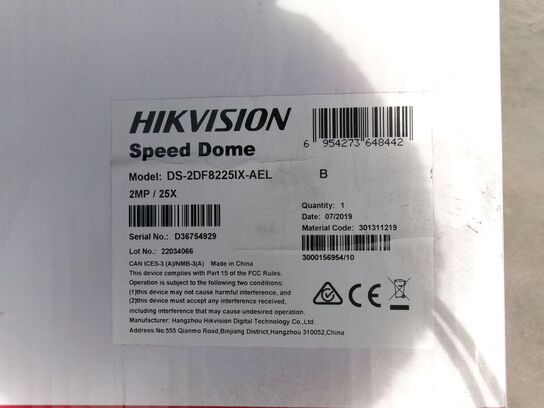 HIKVISION
Speed Dome
6 954273 648442
Model: DS-2DF8225IX-AEL B
2MP / 25X
Quantity: 1
Date: 07/2019
Serial No.: D36754929
Material Code: 301311219
Lot No.: 22034066
3000156954/10
CAN ICES-3 (A)/NMB-3(A) Made in China
This device complies with Part 15 of the FCC Rules.
Operation is subject to the following two conditions:
(1)this device may not cause harmful interference, and
(2)this device must accept any interference received,
including interference that may cause undesired operation.
Manufacturer: Hangzhou Hikvision Digital Technology Co., Ltd.
Address:No.555 Qianmo Road,Binjiang District,Hangzhou 310052,China